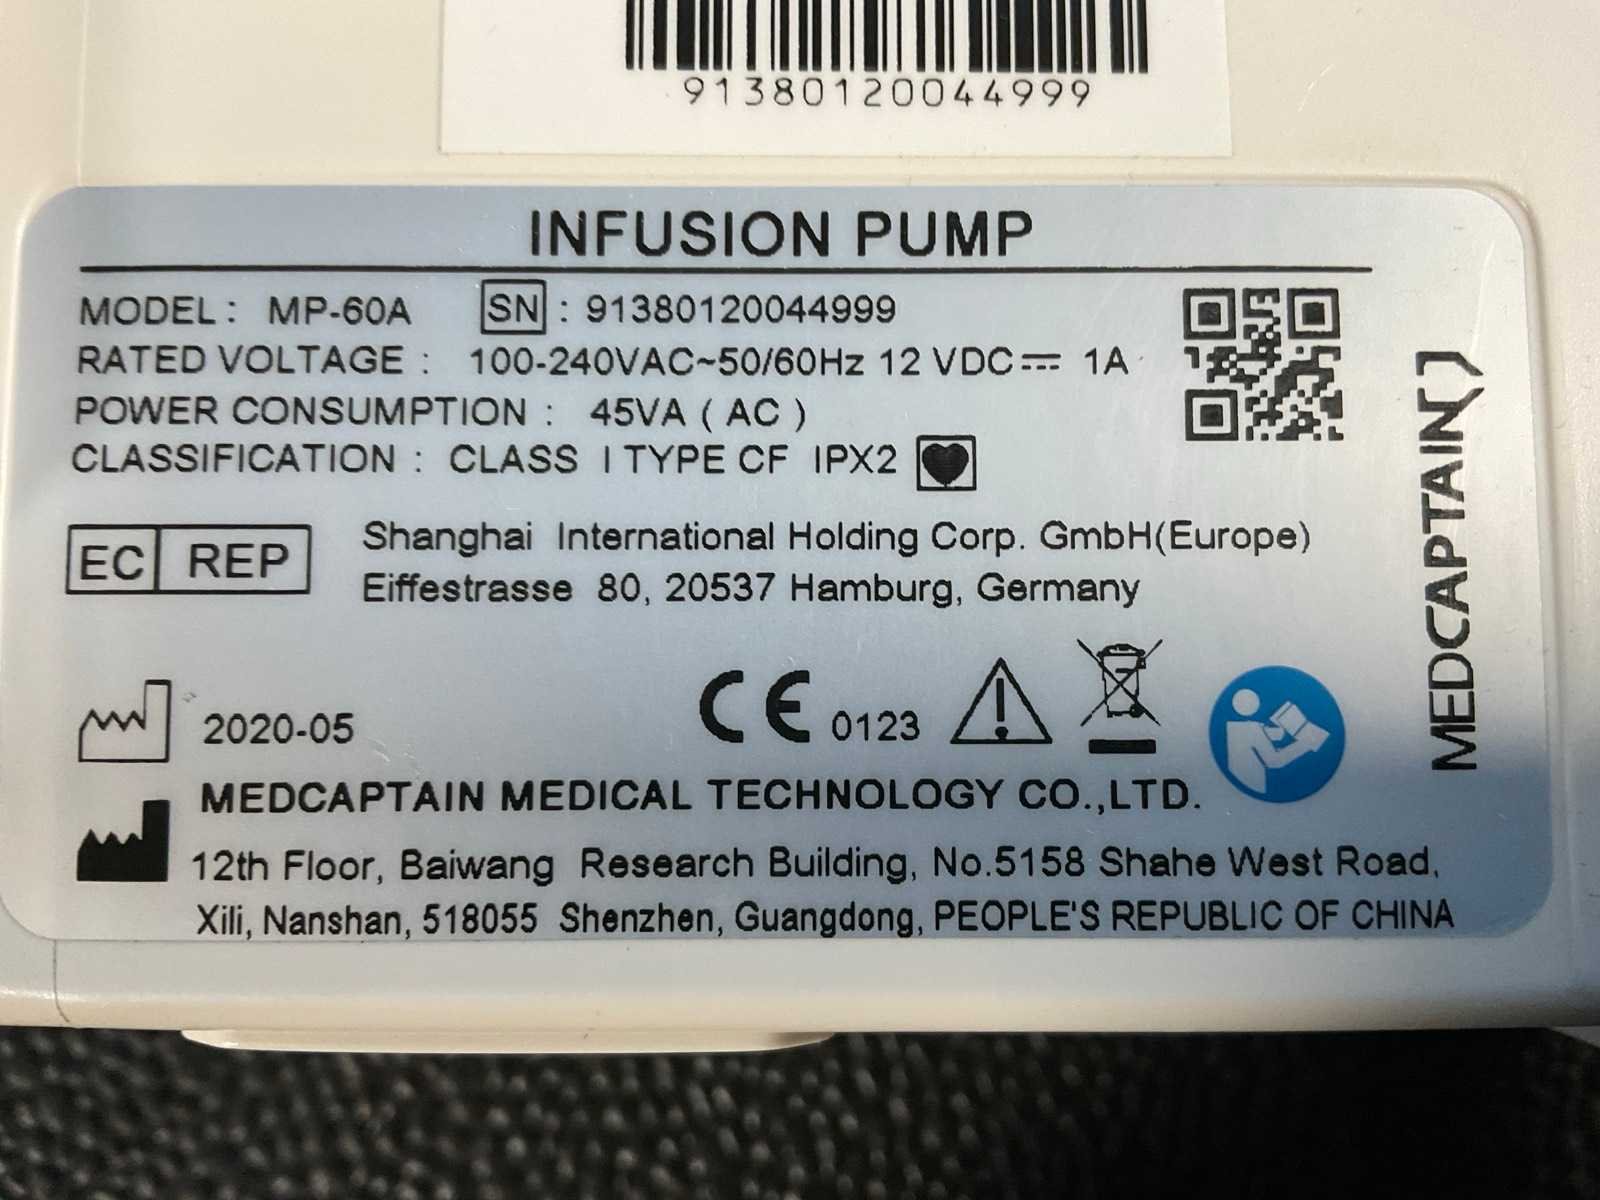 91380120044999
INFUSION PUMP
MODEL : MP-60A SN : 91380120044999
RATED VOLTAGE : 100-240VAC~50/60Hz 12 VDC⎓ 1A
POWER CONSUMPTION : 45VA ( AC )
CLASSIFICATION : CLASS I TYPE CF IPX2
EC REP
Shanghai International Holding Corp. GmbH(Europe)
Eiffestrasse 80, 20537 Hamburg, Germany
2020-05
CE 0123
MEDCAPTAIN MEDICAL TECHNOLOGY CO.,LTD.
12th Floor, Baiwang Research Building, No.5158 Shahe West Road,
Xili, Nanshan, 518055 Shenzhen, Guangdong, PEOPLE'S REPUBLIC OF CHINA
MEDCAPTAIN